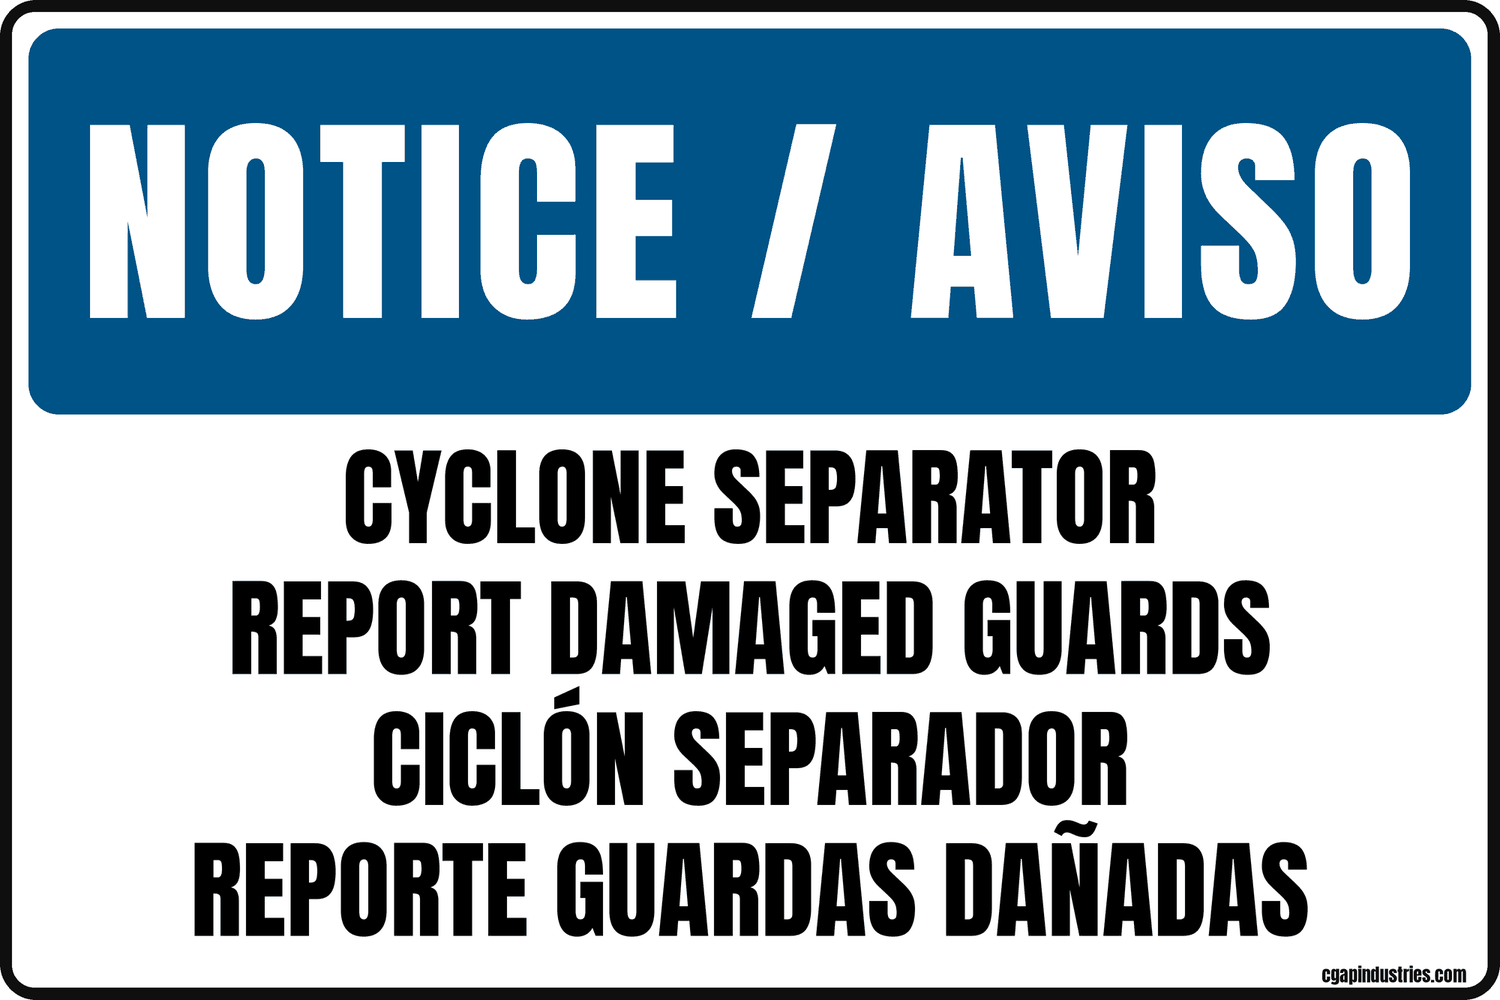 NOTICE / AVISO
CYCLONE SEPARATOR
REPORT DAMAGED GUARDS
CICLÓN SEPARADOR
REPORTE GUARDAS DAÑADAS
cgapindustries.com